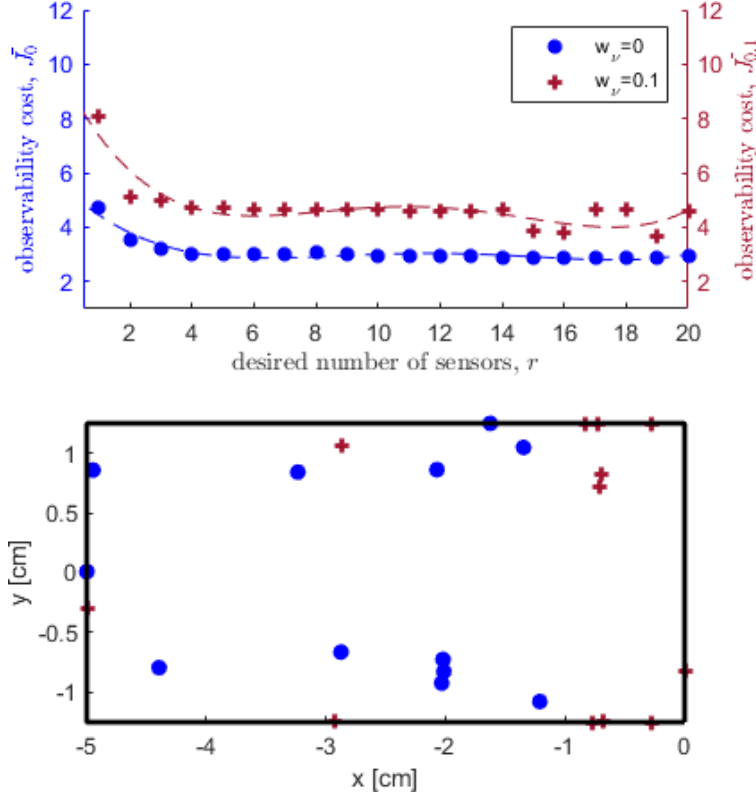 12
10
8
6
4
2
observability cost, J̄₀
w_ν=0
w_ν=0.1
12
10
8
6
4
2
observability cost, J̄₀.₁
2 4 6 8 10 12 14 16 18 20
desired number of sensors, r
1
0.5
0
-0.5
-1
y [cm]
-5 -4 -3 -2 -1 0
x [cm]